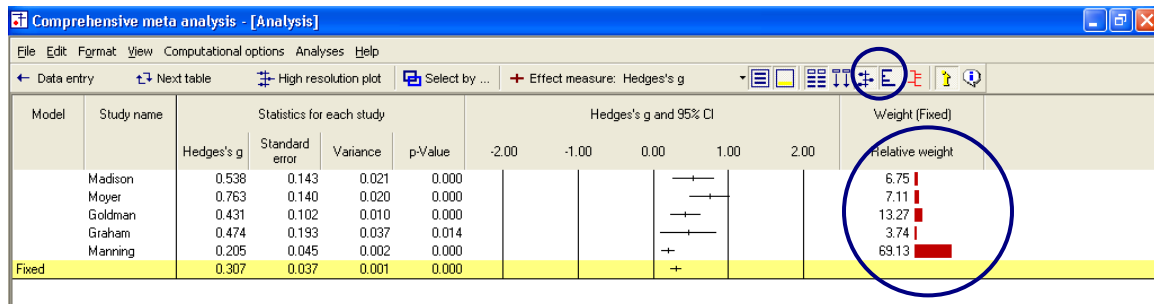 Comprehensive meta analysis - [Analysis]
File Edit Format View Computational options Analyses Help
← Data entry Next table High resolution plot Select by ... + Effect measure: Hedges's g
Model Study name Statistics for each study Hedges's g and 95% CI Weight (Fixed)
Hedges's g Standard error Variance p-Value -2.00 -1.00 0.00 1.00 2.00 Relative weight
Madison 0.538 0.143 0.021 0.000 6.75
Moyer 0.763 0.140 0.020 0.000 7.11
Goldman 0.431 0.102 0.010 0.000 13.27
Graham 0.474 0.193 0.037 0.014 3.74
Manning 0.205 0.045 0.002 0.000 69.13
Fixed 0.307 0.037 0.001 0.000